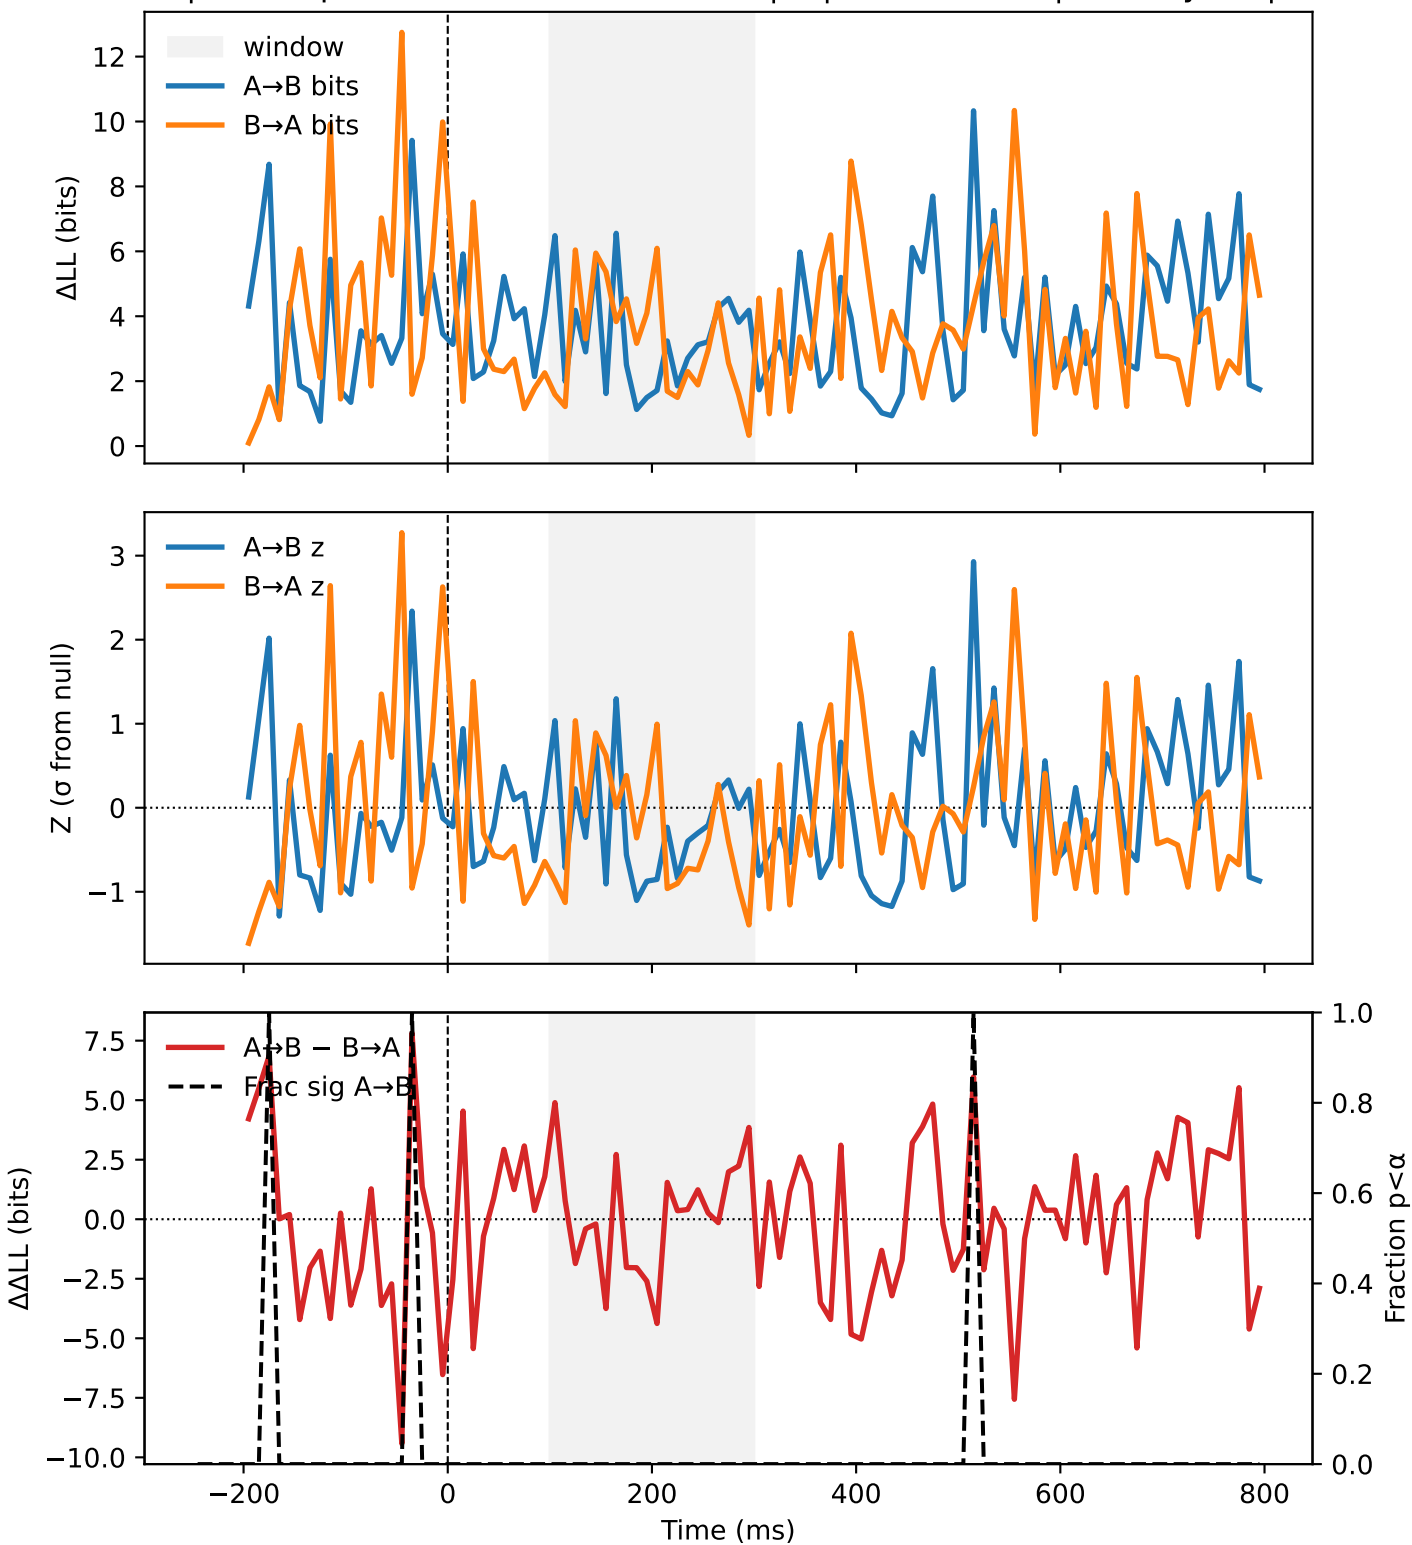 window
A→B bits
B→A bits
12
10
8
6
4
2
0
ΔLL (bits)
A→B z
B→A z
3
2
1
0
−1
Z (σ from null)
A→B − B→A
Frac sig A→B
7.5
5.0
2.5
0.0
−2.5
−5.0
−7.5
−10.0
ΔΔLL (bits)
1.0
0.8
0.6
0.4
0.2
0.0
Fraction p<α
−200 0 200 400 600 800
Time (ms)